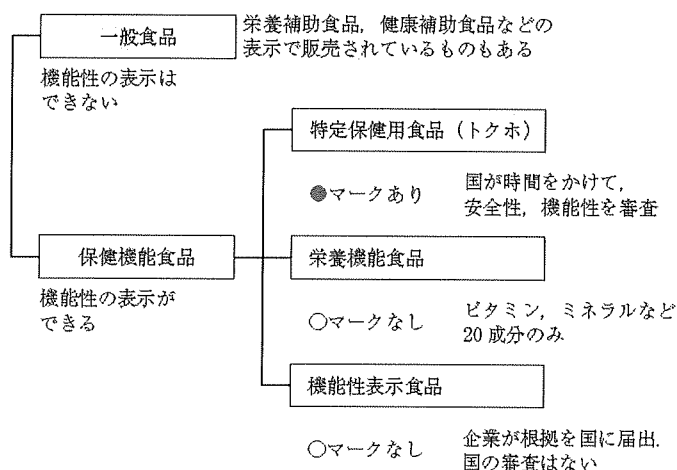 一般食品
栄養補助食品，健康補助食品などの
表示で販売されているものもある
機能性の表示は
できない
特定保健用食品（トクホ）
●マークあり
国が時間をかけて，
安全性，機能性を審査
保健機能食品
機能性の表示が
できる
栄養機能食品
○マークなし
ビタミン，ミネラルなど
20成分のみ
機能性表示食品
○マークなし
企業が根拠を国に届出．
国の審査はない